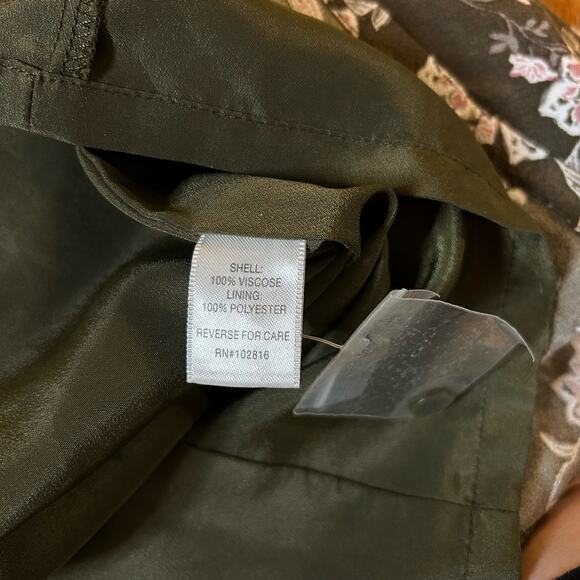 SHELL:
100% VISCOSE
LINING:
100% POLYESTER
REVERSE FOR CARE
RN#102816